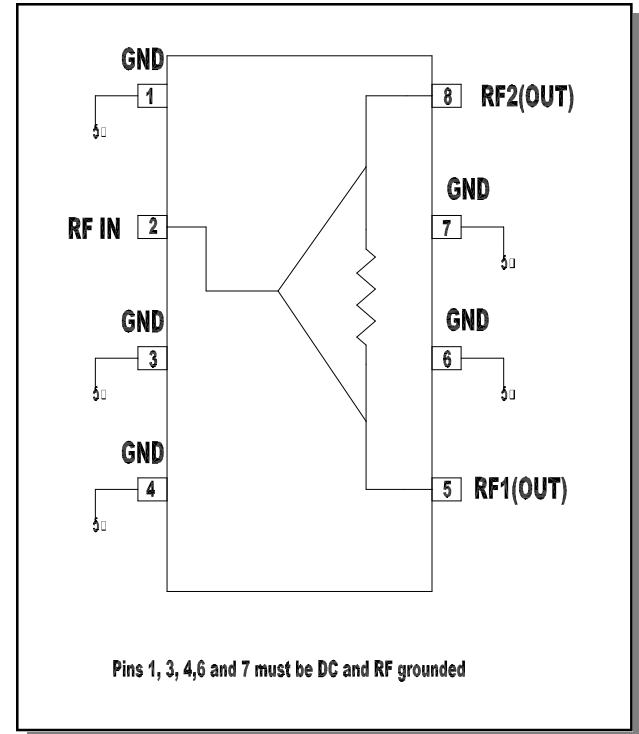 GND
1
8 RF2(OUT)
GND
RF IN 2
7
GND
GND
3
6
GND
4
5 RF1(OUT)
Pins 1, 3, 4,6 and 7 must be DC and RF grounded